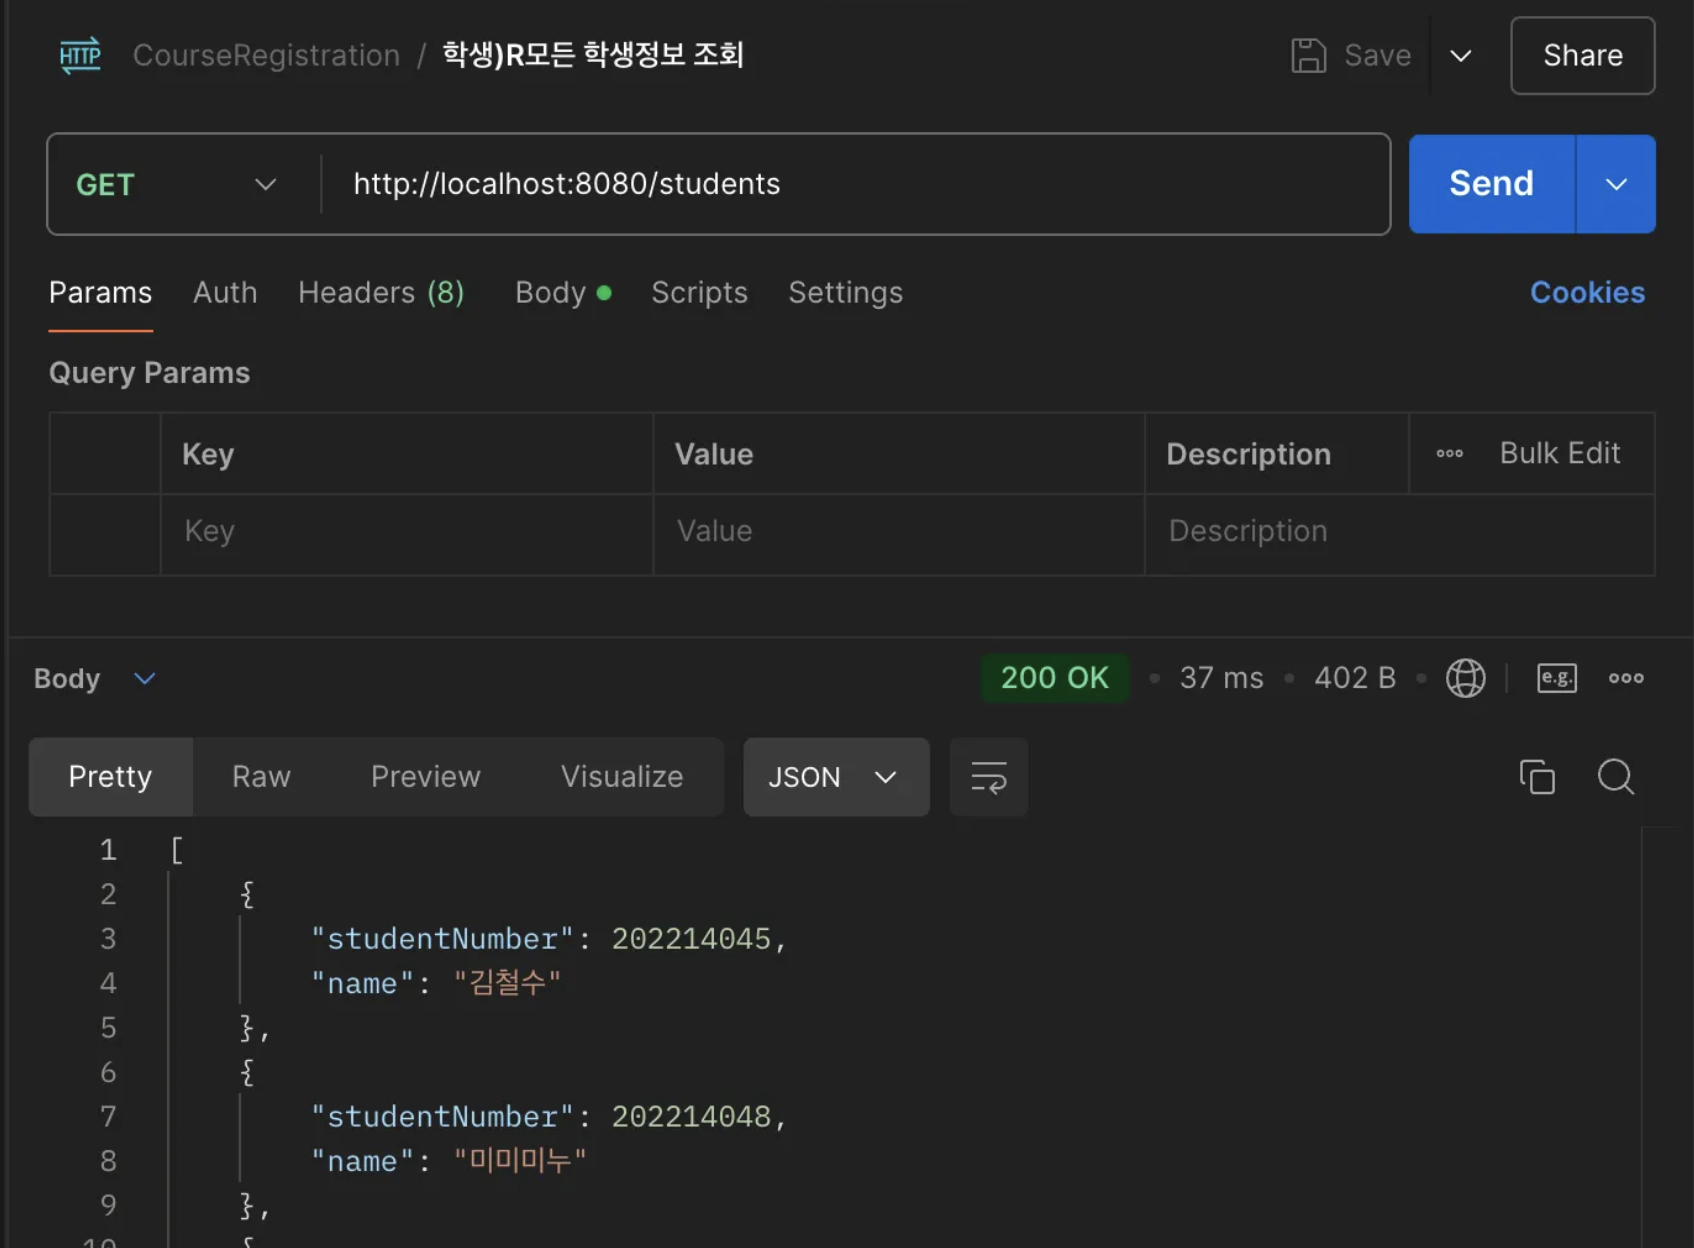 HTTP CourseRegistration / 학생)R모든 학생정보 조회 Save Share
GET http://localhost:8080/students Send
Params Auth Headers (8) Body Scripts Settings Cookies
Query Params
Key Value Description Bulk Edit
Key Value Description
Body 200 OK • 37 ms • 402 B • e.g.
Pretty Raw Preview Visualize JSON
1 [
2 {
3 "studentNumber": 202214045,
4 "name": "김철수"
5 },
6 {
7 "studentNumber": 202214048,
8 "name": "미미미누"
9 },
10 {